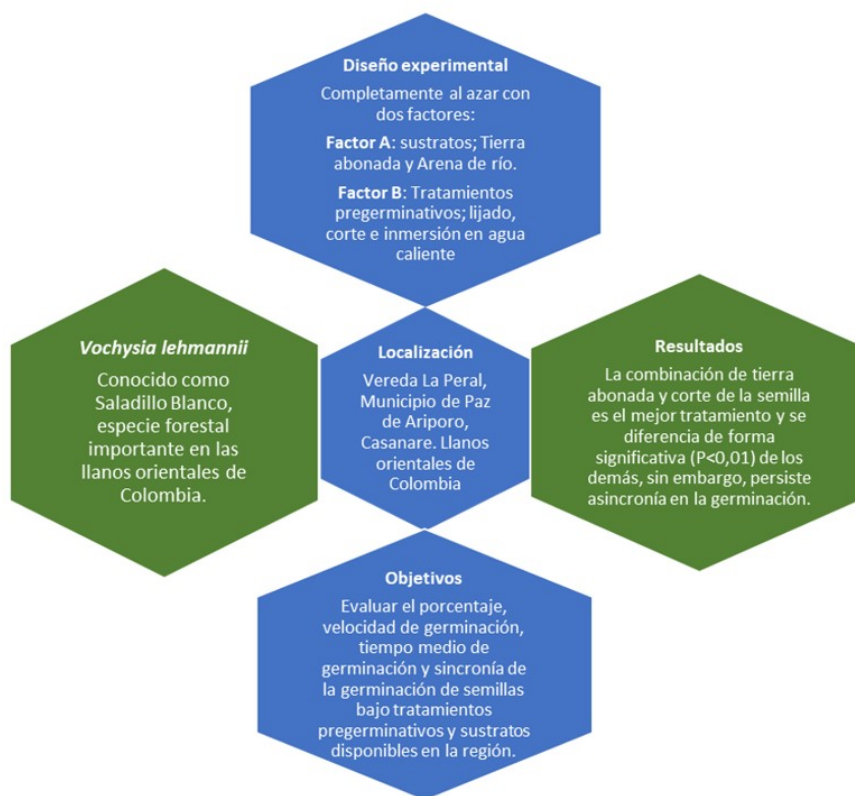 Diseño experimental
Completamente al azar con
dos factores:
Factor A: sustratos; Tierra
abonada y Arena de río.
Factor B: Tratamientos
pregerminativos; lijado,
corte e inmersión en agua
caliente
Vochysia lehmannii
Conocido como
Saladillo Blanco,
especie forestal
importante en las
llanos orientales de
Colombia.
Localización
Vereda La Peral,
Municipio de Paz
de Ariporo,
Casanare. Llanos
orientales de
Colombia
Resultados
La combinación de tierra
abonada y corte de la semilla
es el mejor tratamiento y se
diferencia de forma
significativa (P<0,01) de los
demás, sin embargo, persiste
asincronía en la germinación.
Objetivos
Evaluar el porcentaje,
velocidad de germinación,
tiempo medio de
germinación y sincronía de
la germinación de semillas
bajo tratamientos
pregerminativos y sustratos
disponibles en la región.